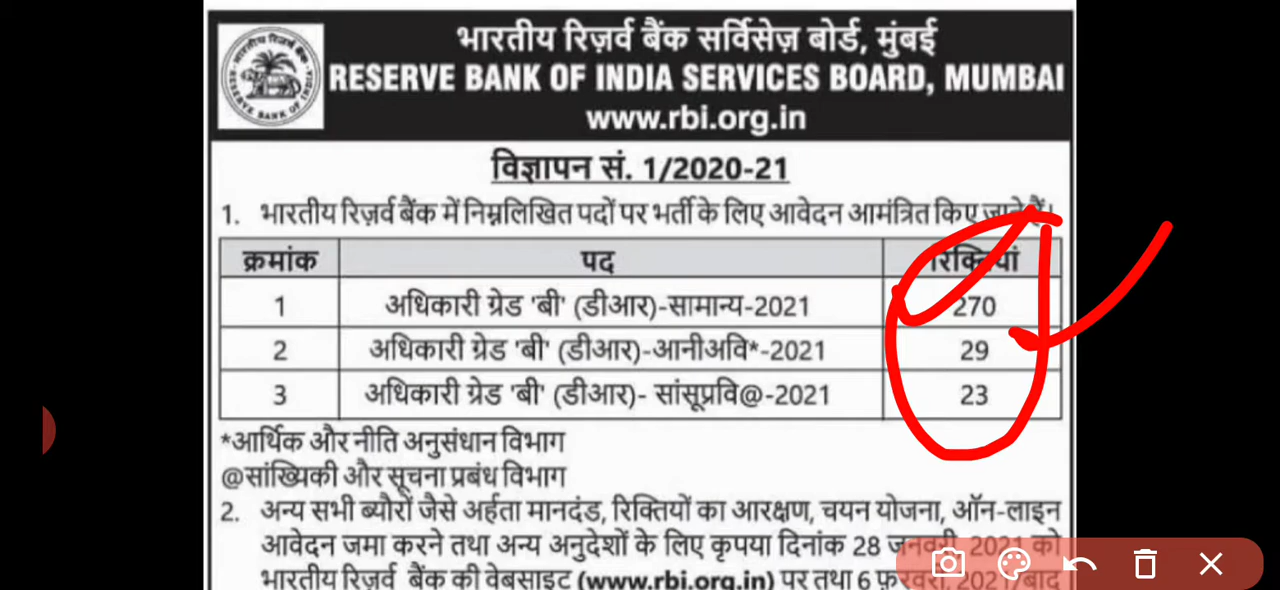 भारतीय रिज़र्व बैंक सर्विसेज़ बोर्ड, मुंबई
RESERVE BANK OF INDIA SERVICES BOARD, MUMBAI
www.rbi.org.in
विज्ञापन सं. 1/2020-21
1. भारतीय रिज़र्व बैंक में निम्नलिखित पदों पर भर्ती के लिए आवेदन आमंत्रित किए जाते हैं।
क्रमांक पद रिक्तियां
1 अधिकारी ग्रेड 'बी' (डीआर)-सामान्य-2021 270
2 अधिकारी ग्रेड 'बी' (डीआर)-आनीअवि*-2021 29
3 अधिकारी ग्रेड 'बी' (डीआर)- सांसूप्रवि@-2021 23
*आर्थिक और नीति अनुसंधान विभाग
@सांख्यिकी और सूचना प्रबंध विभाग
2. अन्य सभी ब्यौरों जैसे अर्हता मानदंड, रिक्तियों का आरक्षण, चयन योजना, ऑन-लाइन
आवेदन जमा करने तथा अन्य अनुदेशों के लिए कृपया दिनांक 28 जनवरी, 2021 को
भारतीय रिज़र्व बैंक की वेबसाइट (www.rbi.org.in) पर तथा 6 फ़रवरी, 2021/बाद